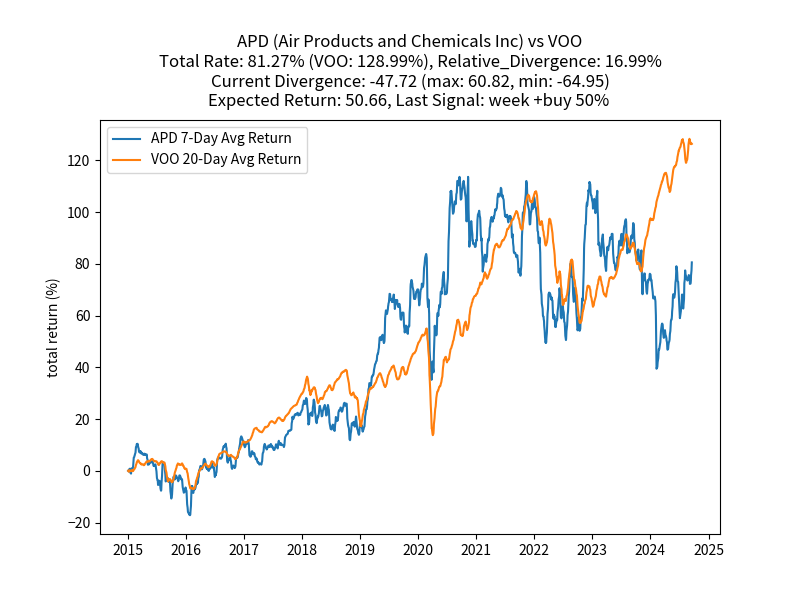 APD (Air Products and Chemicals Inc) vs VOO
Total Rate: 81.27% (VOO: 128.99%), Relative_Divergence: 16.99%
Current Divergence: -47.72 (max: 60.82, min: -64.95)
Expected Return: 50.66, Last Signal: week +buy 50%
APD 7-Day Avg Return
VOO 20-Day Avg Return
120
100
80
60
40
20
0
−20
total return (%)
2015 2016 2017 2018 2019 2020 2021 2022 2023 2024 2025